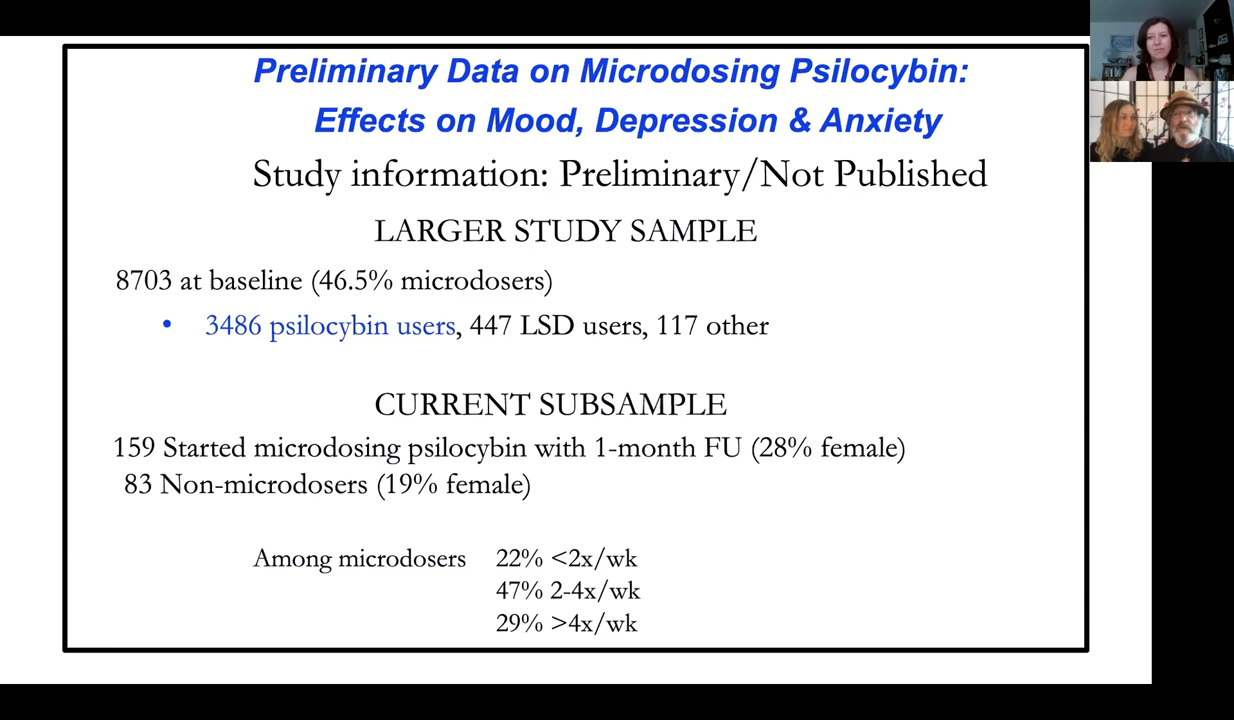 Preliminary Data on Microdosing Psilocybin:
Effects on Mood, Depression & Anxiety
Study information: Preliminary/Not Published
LARGER STUDY SAMPLE
8703 at baseline (46.5% microdosers)
• 3486 psilocybin users, 447 LSD users, 117 other
CURRENT SUBSAMPLE
159 Started microdosing psilocybin with 1-month FU (28% female)
83 Non-microdosers (19% female)
Among microdosers 22% <2x/wk
47% 2-4x/wk
29% >4x/wk